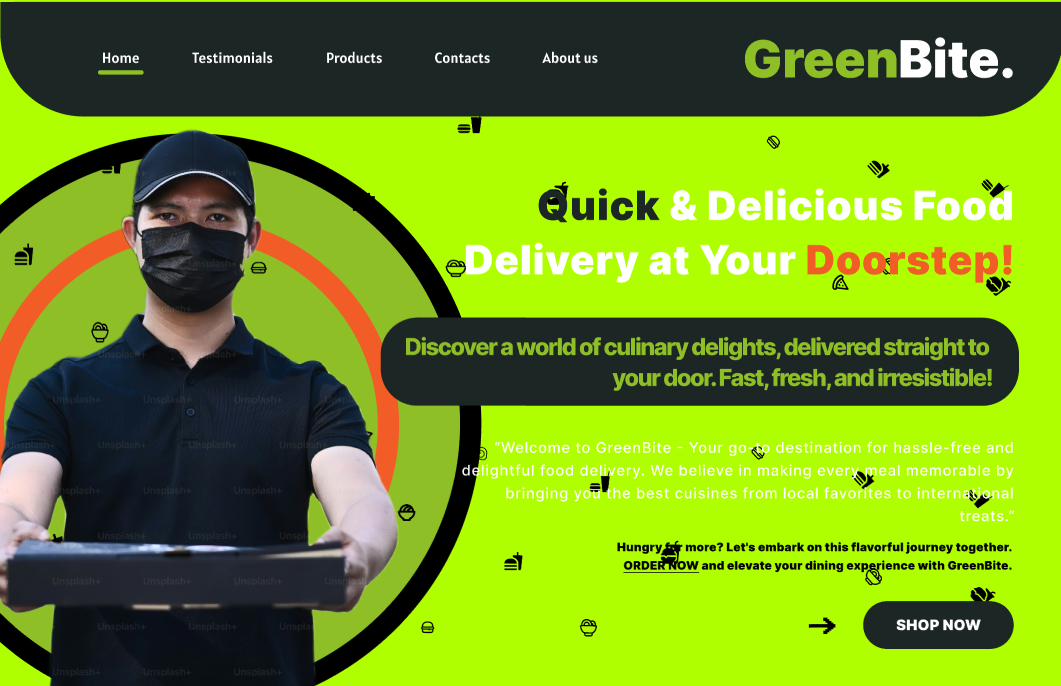 Home Testimonials Products Contacts About us
GreenBite.
Quick & Delicious Food
Delivery at Your Doorstep!
Discover a world of culinary delights, delivered straight to
your door. Fast, fresh, and irresistible!
“Welcome to GreenBite - Your go-to destination for hassle-free and
delightful food delivery. We believe in making every meal memorable by
bringing you the best cuisines from local favorites to international
treats.”
Hungry for more? Let's embark on this flavorful journey together.
ORDER NOW and elevate your dining experience with GreenBite.
SHOP NOW
Unsplash+ Unsplash+ Unsplash+
Unsplash+ Unsplash+ Unsplash+
Unsplash+ Unsplash+ Unsplash+
Unsplash+ Unsplash+ Unsplash+
Unsplash+ Unsplash+ Unsplash+
Unsplash+ Unsplash+
Unsplash+ Unsplash+ Unsplash+